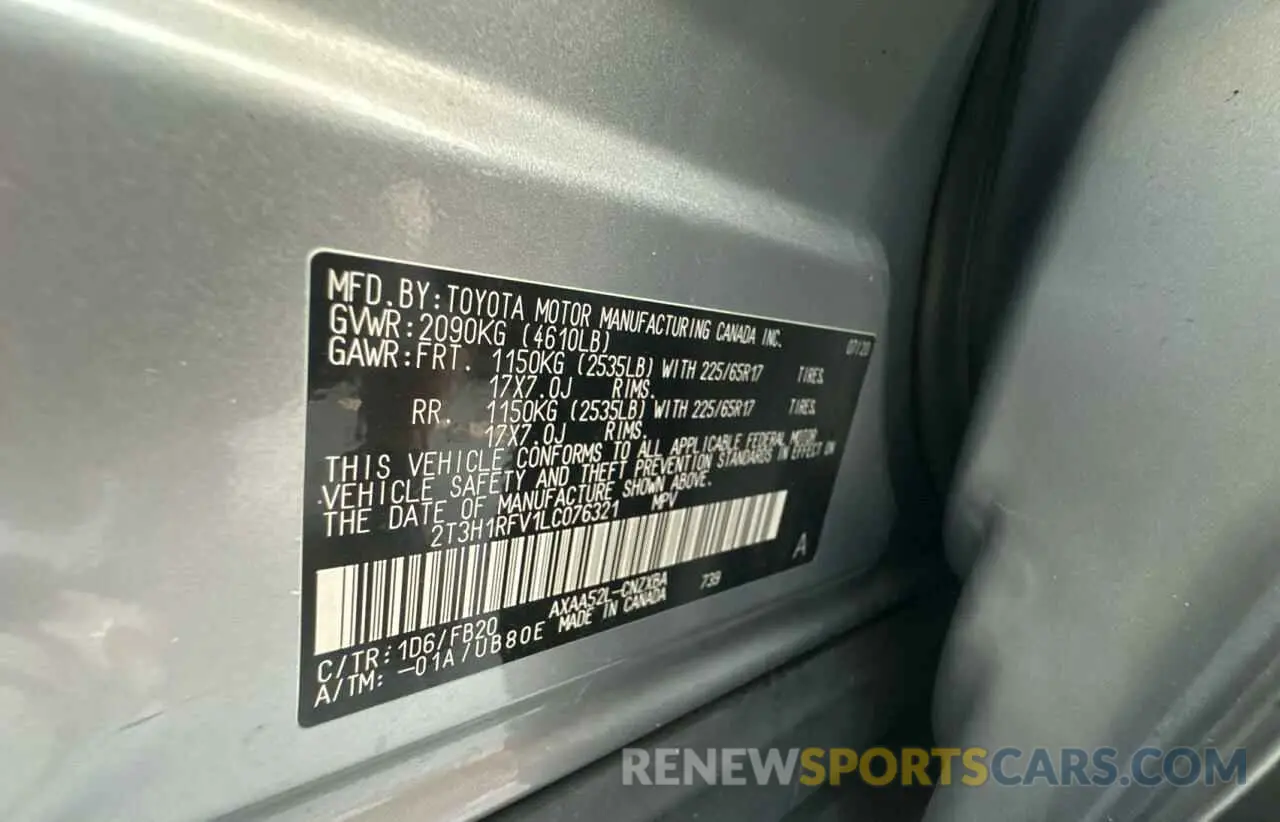 MFD.BY:TOYOTA MOTOR MANUFACTURING CANADA INC.
GVWR:2090KG (4610LB) 07/20
GAWR:FRT. 1150KG (2535LB) WITH 225/65R17 TIRES.
17X7.0J RIMS.
RR. 1150KG (2535LB) WITH 225/65R17 TIRES.
17X7.0J RIMS.
THIS VEHICLE CONFORMS TO ALL APPLICABLE FEDERAL MOTOR
VEHICLE SAFETY AND THEFT PREVENTION STANDARDS IN EFFECT ON
THE DATE OF MANUFACTURE SHOWN ABOVE.
2T3H1RFV1LC076321 MPV
A
C/TR:1D6/FB20 AXAA52L-CNZXBA 739
A/TM:-01A/UB80E MADE IN CANADA
RENEWSPORTSCARS.COM